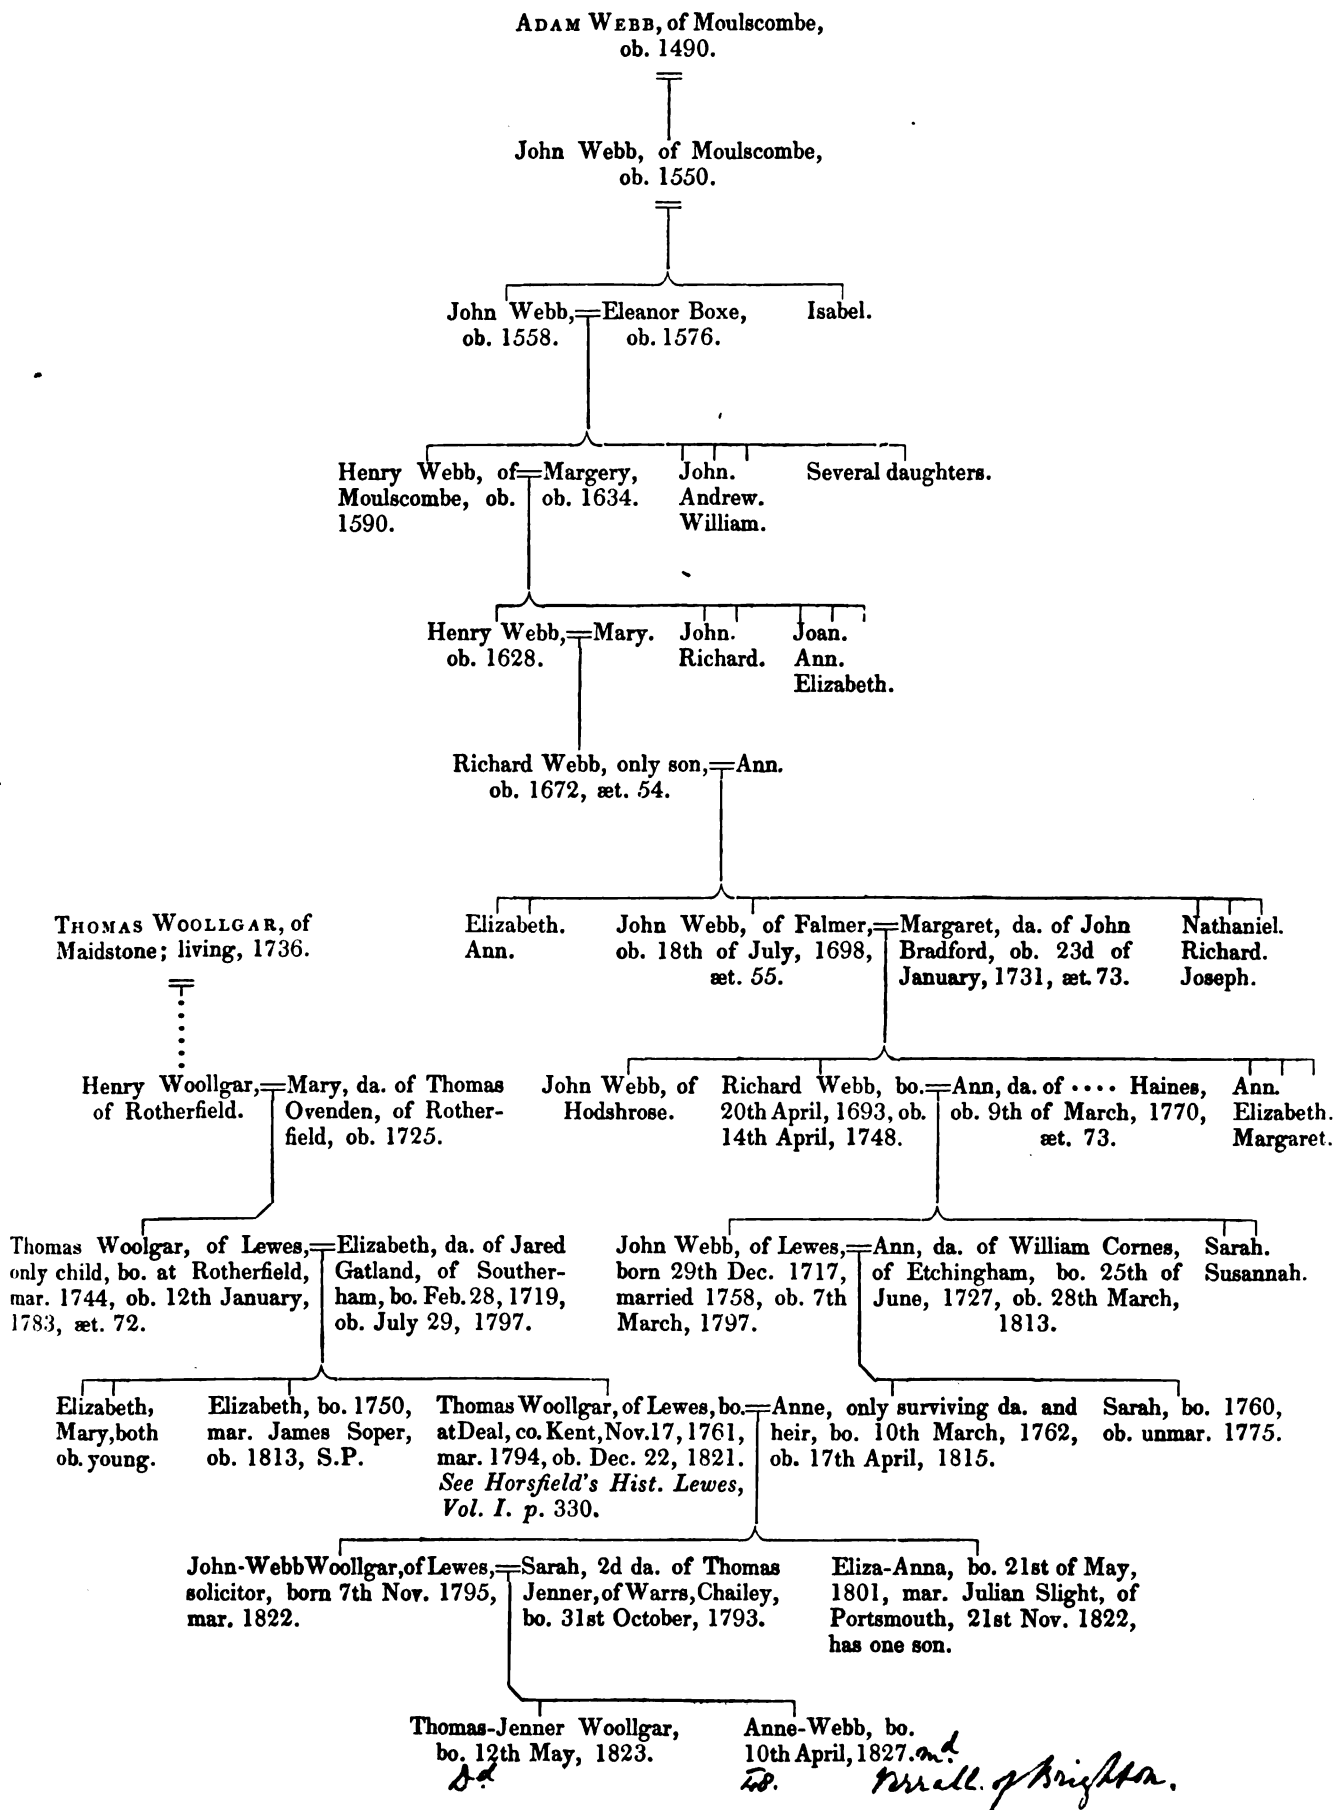 ADAM WEBB, of Moulscombe,
ob. 1490.
John Webb, of Moulscombe,
ob. 1550.
John Webb,
ob. 1558.
Eleanor Boxe,
ob. 1576.
Isabel.
Henry Webb, of
Moulscombe, ob.
1590.
Margery,
ob. 1634.
John.
Andrew.
William.
Several daughters.
Henry Webb,
ob. 1628.
Mary.
John.
Richard.
Joan.
Ann.
Elizabeth.
Richard Webb, only son,
ob. 1672, æt. 54.
Ann.
THOMAS WOOLLGAR, of
Maidstone; living, 1736.
Elizabeth.
Ann.
John Webb, of Falmer,
ob. 18th of July, 1698,
æt. 55.
Margaret, da. of John
Bradford, ob. 23d of
January, 1731, æt. 73.
Nathaniel.
Richard.
Joseph.
Henry Woollgar,
of Rotherfield.
Mary, da. of Thomas
Ovenden, of Rother-
field, ob. 1725.
John Webb, of
Hodshrose.
Richard Webb, bo.
20th April, 1693, ob.
14th April, 1748.
Ann, da. of .... Haines,
ob. 9th of March, 1770,
æt. 73.
Ann.
Elizabeth.
Margaret.
Thomas Woolgar, of Lewes,
only child, bo. at Rotherfield,
mar. 1744, ob. 12th January,
1783, æt. 72.
Elizabeth, da. of Jared
Gatland, of Souther-
ham, bo. Feb. 28, 1719,
ob. July 29, 1797.
John Webb, of Lewes,
born 29th Dec. 1717,
married 1758, ob. 7th
March, 1797.
Ann, da. of William Cornes,
of Etchingham, bo. 25th of
June, 1727, ob. 28th March,
1813.
Sarah.
Susannah.
Elizabeth,
Mary, both
ob. young.
Elizabeth, bo. 1750,
mar. James Soper,
ob. 1813, S.P.
Thomas Woollgar, of Lewes, bo.
at Deal, co. Kent, Nov. 17, 1761,
mar. 1794, ob. Dec. 22, 1821.
See Horsfield's Hist. Lewes,
Vol. I. p. 330.
Anne, only surviving da. and
heir, bo. 10th March, 1762,
ob. 17th April, 1815.
Sarah, bo. 1760,
ob. unmar. 1775.
John-Webb Woollgar, of Lewes,
solicitor, born 7th Nov. 1795,
mar. 1822.
Sarah, 2d da. of Thomas
Jenner, of Warrs, Chailey,
bo. 31st October, 1793.
Eliza-Anna, bo. 21st of May,
1801, mar. Julian Slight, of
Portsmouth, 21st Nov. 1822,
has one son.
Thomas-Jenner Woollgar,
bo. 12th May, 1823.
Dd
Anne-Webb, bo.
10th April, 1827. md.
of Brighton.